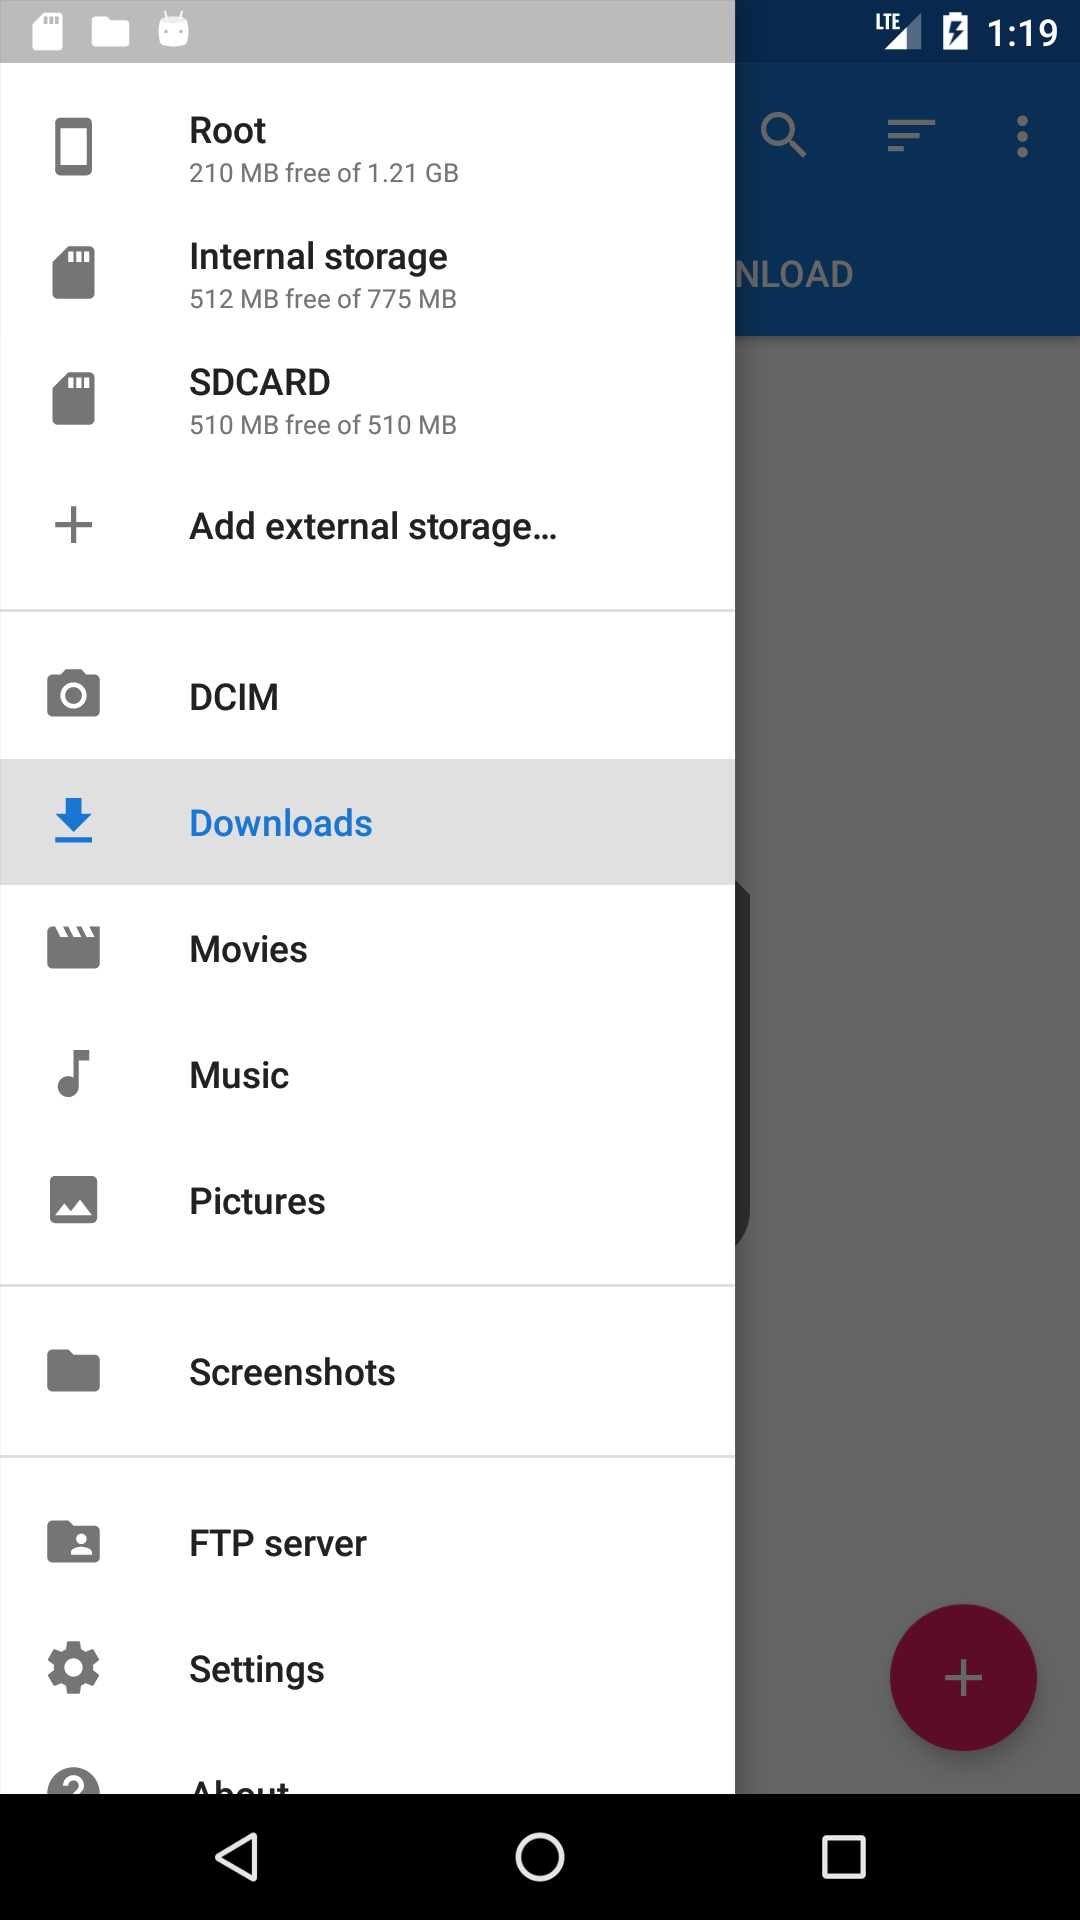 LTE 1:19
Root
210 MB free of 1.21 GB
Internal storage
512 MB free of 775 MB
NLOAD
SDCARD
510 MB free of 510 MB
Add external storage...
DCIM
Downloads
Movies
Music
Pictures
Screenshots
FTP server
Settings
About